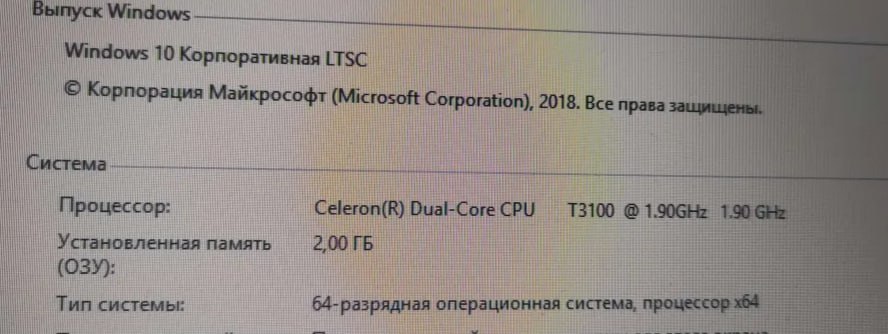 Выпуск Windows
Windows 10 Корпоративная LTSC
© Корпорация Майкрософт (Microsoft Corporation), 2018. Все права защищены.
Система
Процессор: Celeron(R) Dual-Core CPU T3100 @ 1.90GHz 1.90 GHz
Установленная память (ОЗУ): 2,00 ГБ
Тип системы: 64-разрядная операционная система, процессор x64